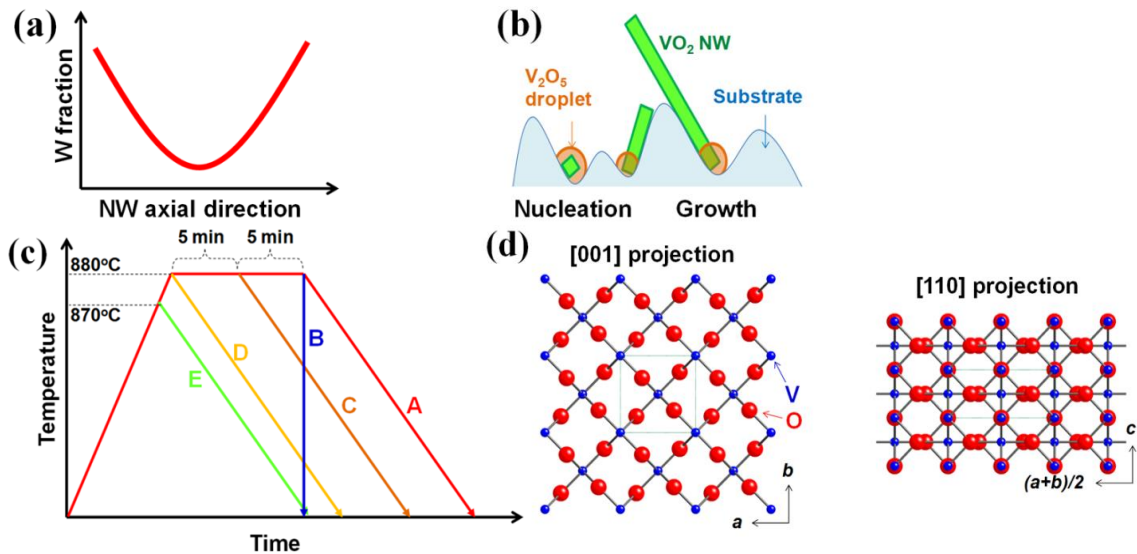 (a)
W fraction
NW axial direction
(b)
VO₂ NW
V₂O₅
droplet
Substrate
Nucleation
Growth
(c)
5 min
5 min
880°C
870°C
Temperature
E
D
B
C
A
Time
(d)
[001] projection
V
O
b
a
[110] projection
c
(a+b)/2